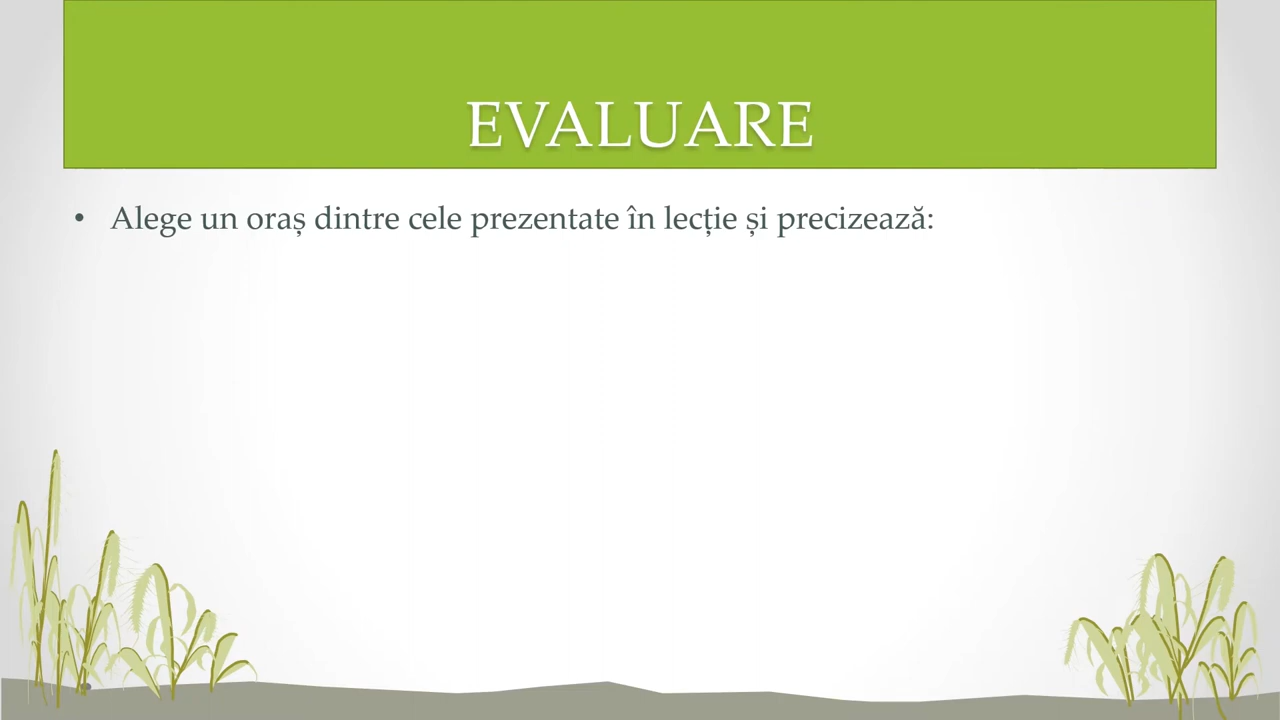 EVALUARE
• Alege un oraș dintre cele prezentate în lecție și precizează: